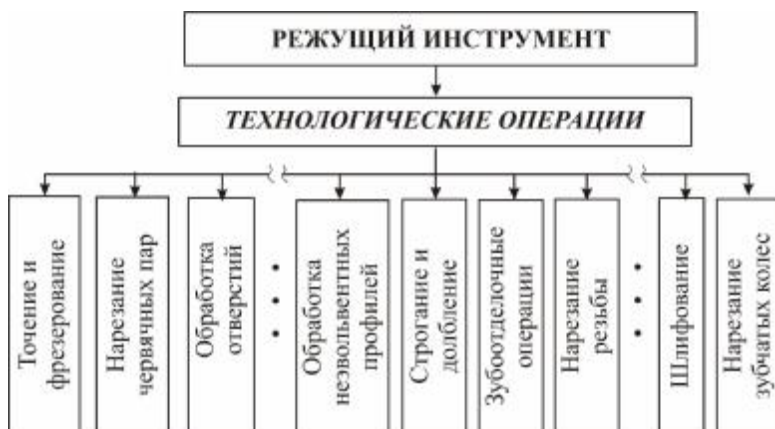 РЕЖУЩИЙ ИНСТРУМЕНТ
ТЕХНОЛОГИЧЕСКИЕ ОПЕРАЦИИ
Точение и
фрезерование
Нарезание
червячных пар
Обработка
отверстий
Обработка
неэвольвентных
профилей
Строгание и
долбление
Зубоотделочные
операции
Нарезание
резьбы
Шлифование
Нарезание
зубчатых колес